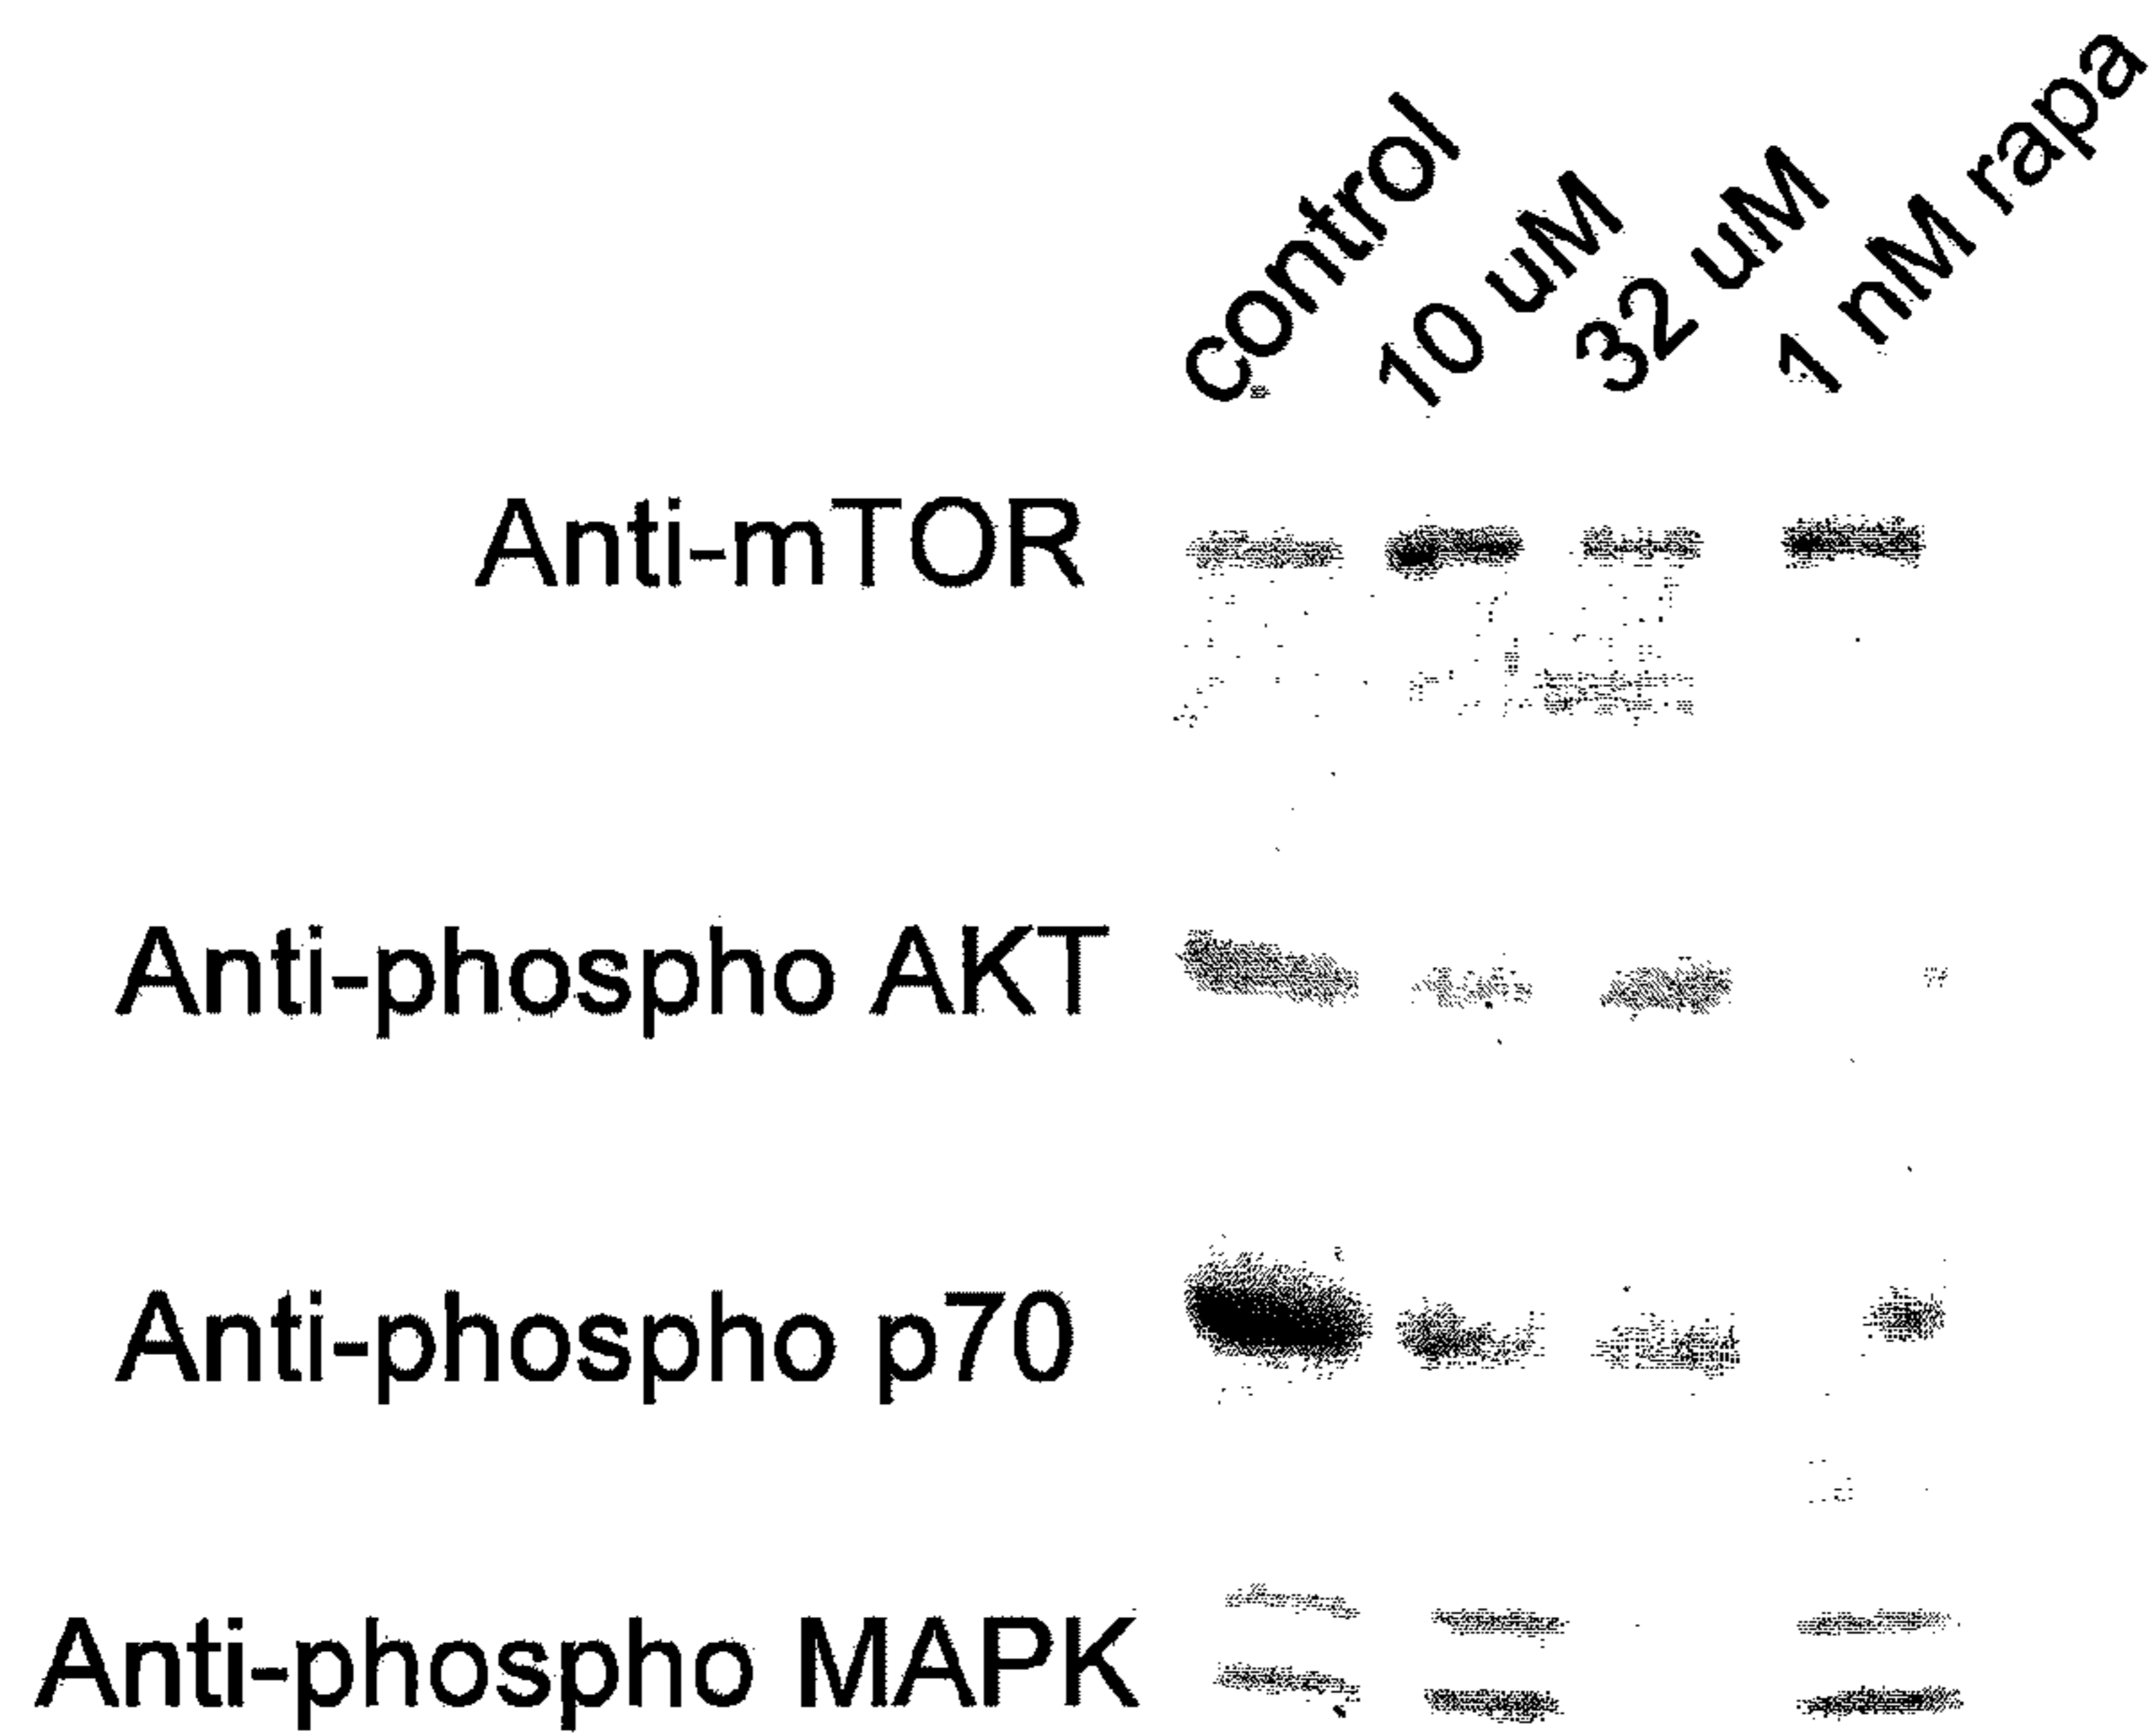 control
10 uM
32 uM
1 nM rapa
Anti-mTOR
Anti-phospho AKT
Anti-phospho p70
Anti-phospho MAPK